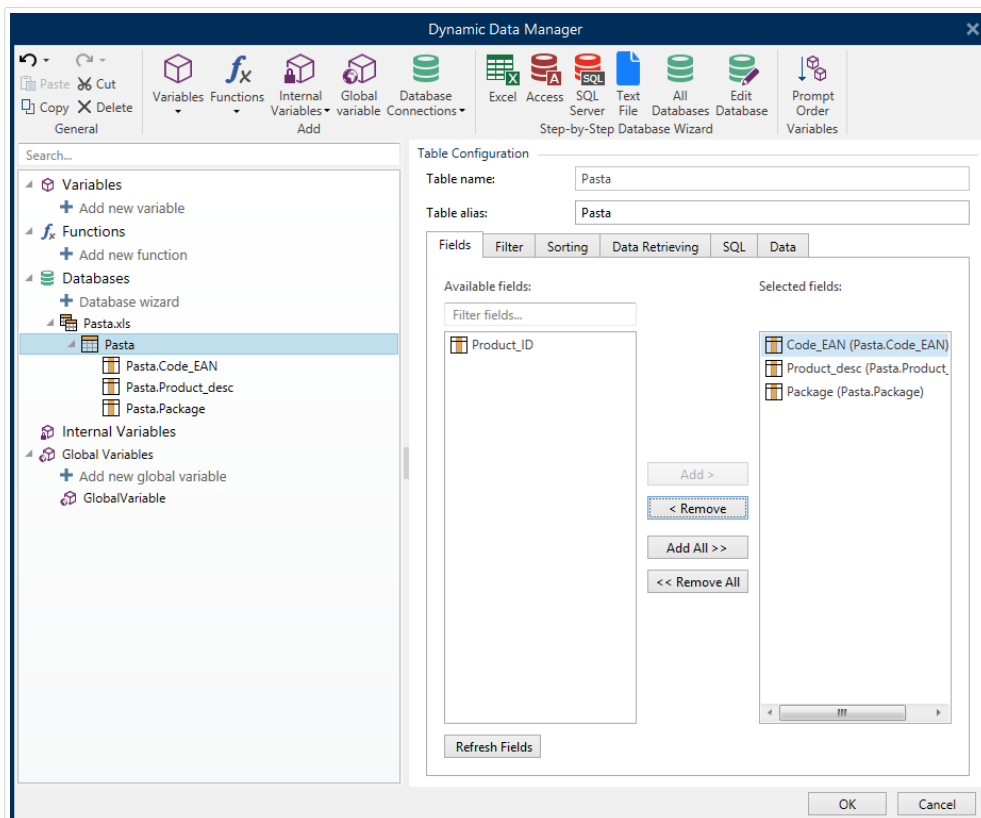 Dynamic Data Manager
Paste Cut
Copy Delete
General
Variables Functions Internal Variables Global variable Database Connections
Add
Excel Access SQL Server Text File All Databases Edit Database
Step-by-Step Database Wizard
Prompt Order
Variables
Search...
Variables
Add new variable
Functions
Add new function
Databases
Database wizard
Pasta.xls
Pasta
Pasta.Code_EAN
Pasta.Product_desc
Pasta.Package
Internal Variables
Global Variables
Add new global variable
GlobalVariable
Table Configuration
Table name: Pasta
Table alias: Pasta
Fields Filter Sorting Data Retrieving SQL Data
Available fields:
Filter fields...
Product_ID
Add >
< Remove
Add All >>
<< Remove All
Selected fields:
Code_EAN (Pasta.Code_EAN)
Product_desc (Pasta.Product_
Package (Pasta.Package)
Refresh Fields
OK Cancel